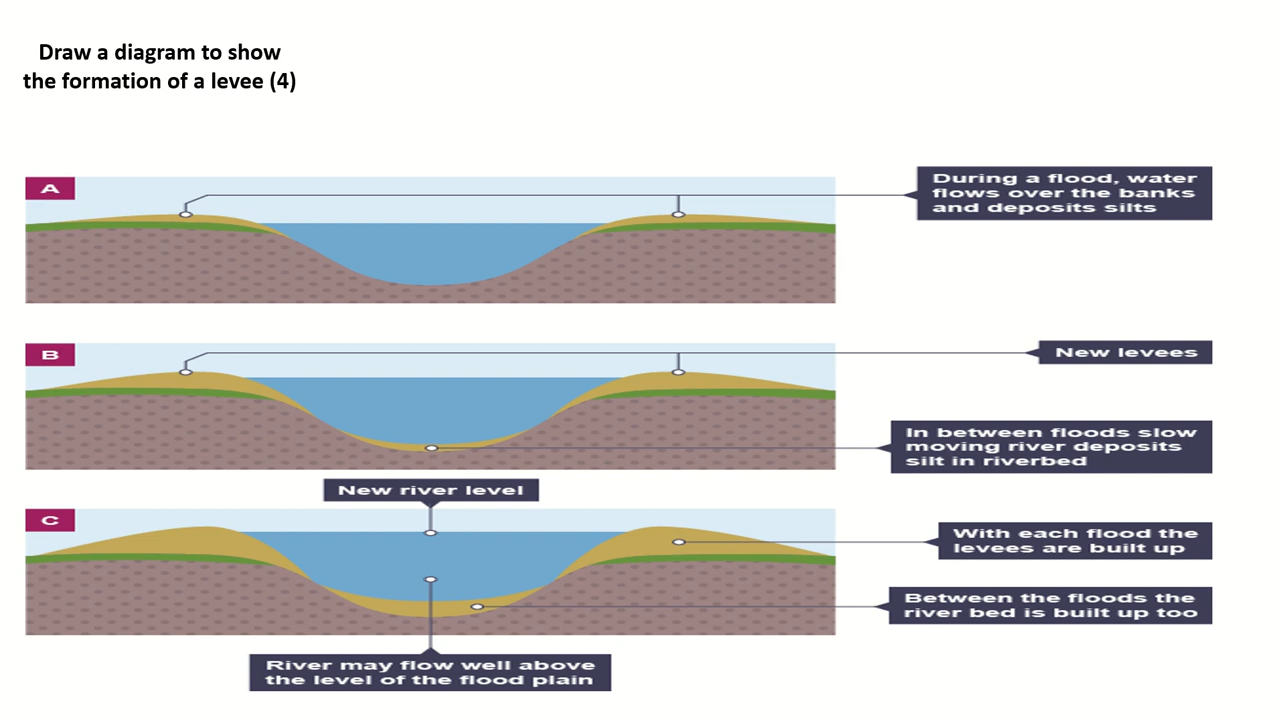 Draw a diagram to show
the formation of a levee (4)
A
During a flood, water
flows over the banks
and deposits silts
B
New levees
In between floods slow
moving river deposits
silt in riverbed
New river level
C
With each flood the
levees are built up
Between the floods the
river bed is built up too
River may flow well above
the level of the flood plain